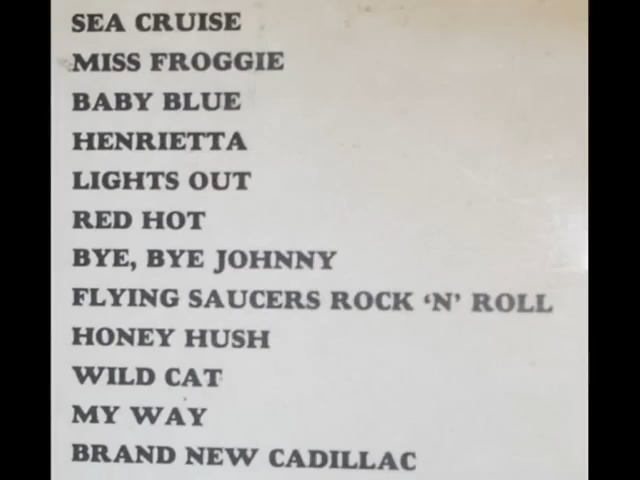 SEA CRUISE
MISS FROGGIE
BABY BLUE
HENRIETTA
LIGHTS OUT
RED HOT
BYE, BYE JOHNNY
FLYING SAUCERS ROCK ‘N’ ROLL
HONEY HUSH
WILD CAT
MY WAY
BRAND NEW CADILLAC